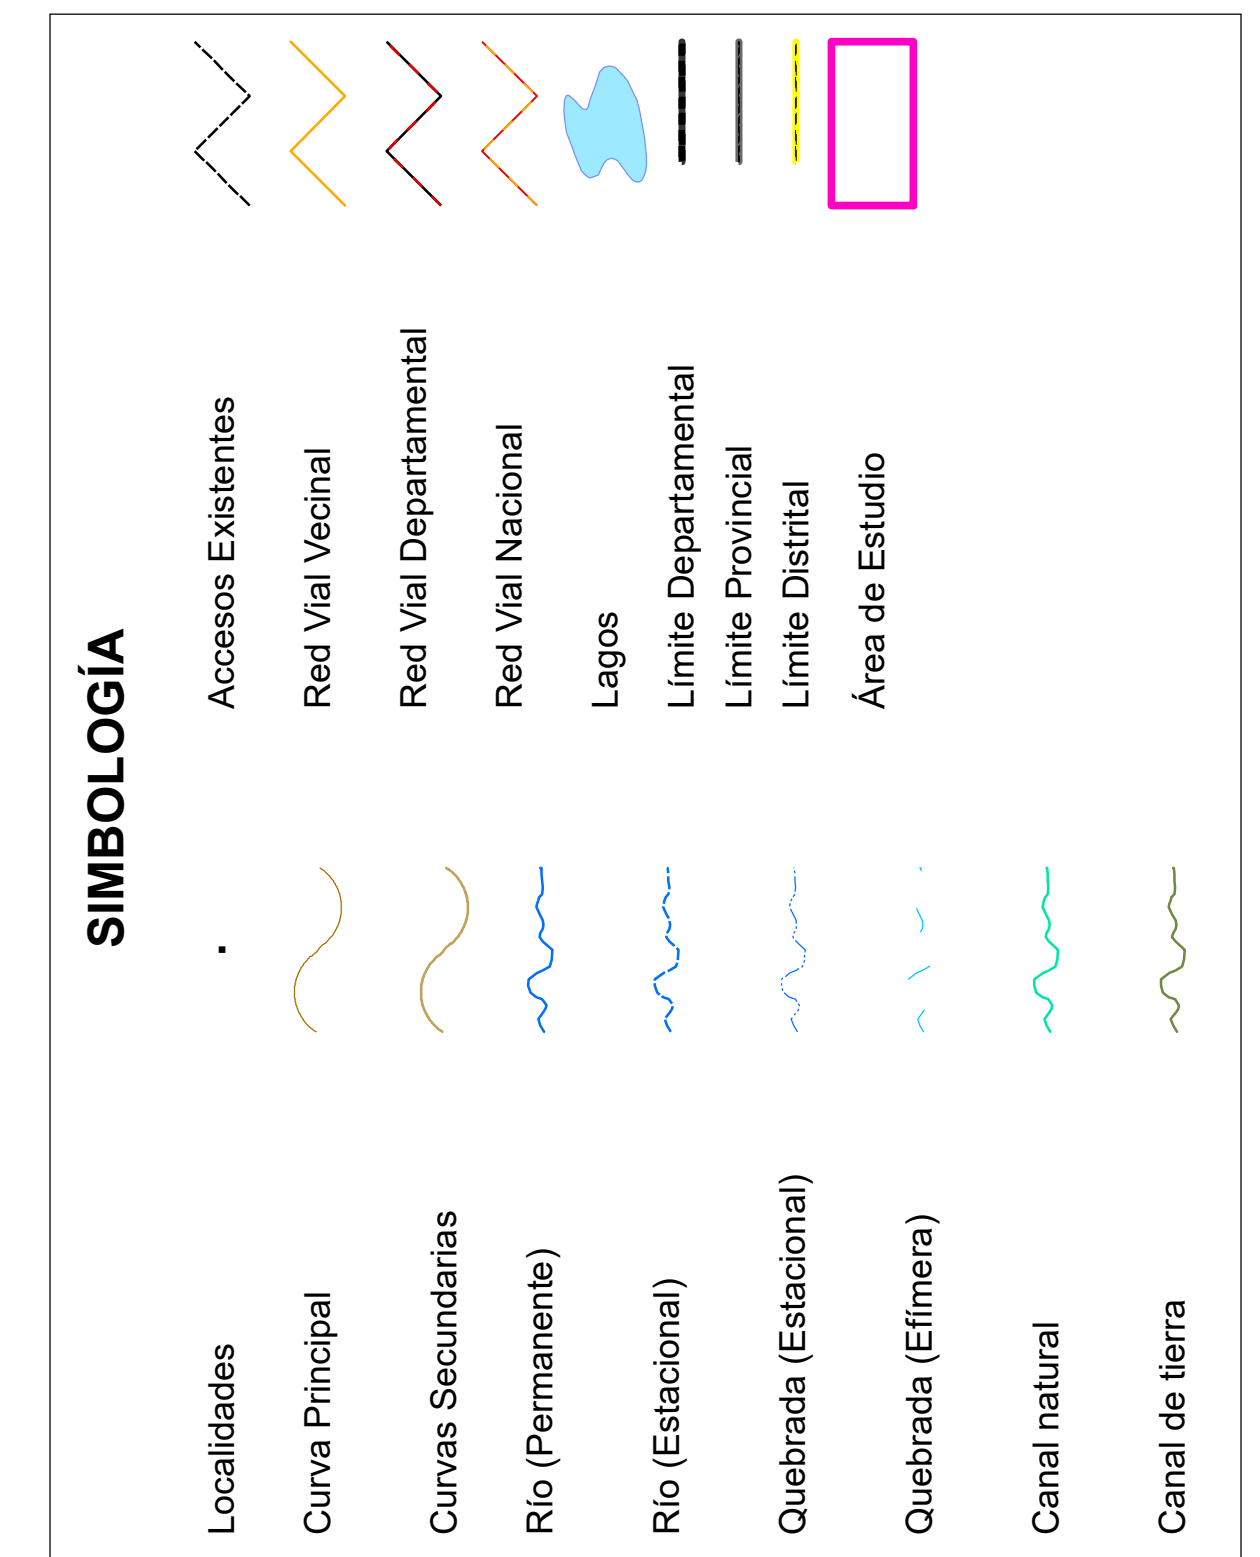 SIMBOLOGÍA
Localidades
Curva Principal
Curvas Secundarias
Río (Permanente)
Río (Estacional)
Quebrada (Estacional)
Quebrada (Efímera)
Canal natural
Canal de tierra
Accesos Existentes
Red Vial Vecinal
Red Vial Departamental
Red Vial Nacional
Lagos
Límite Departamental
Límite Provincial
Límite Distrital
Área de Estudio